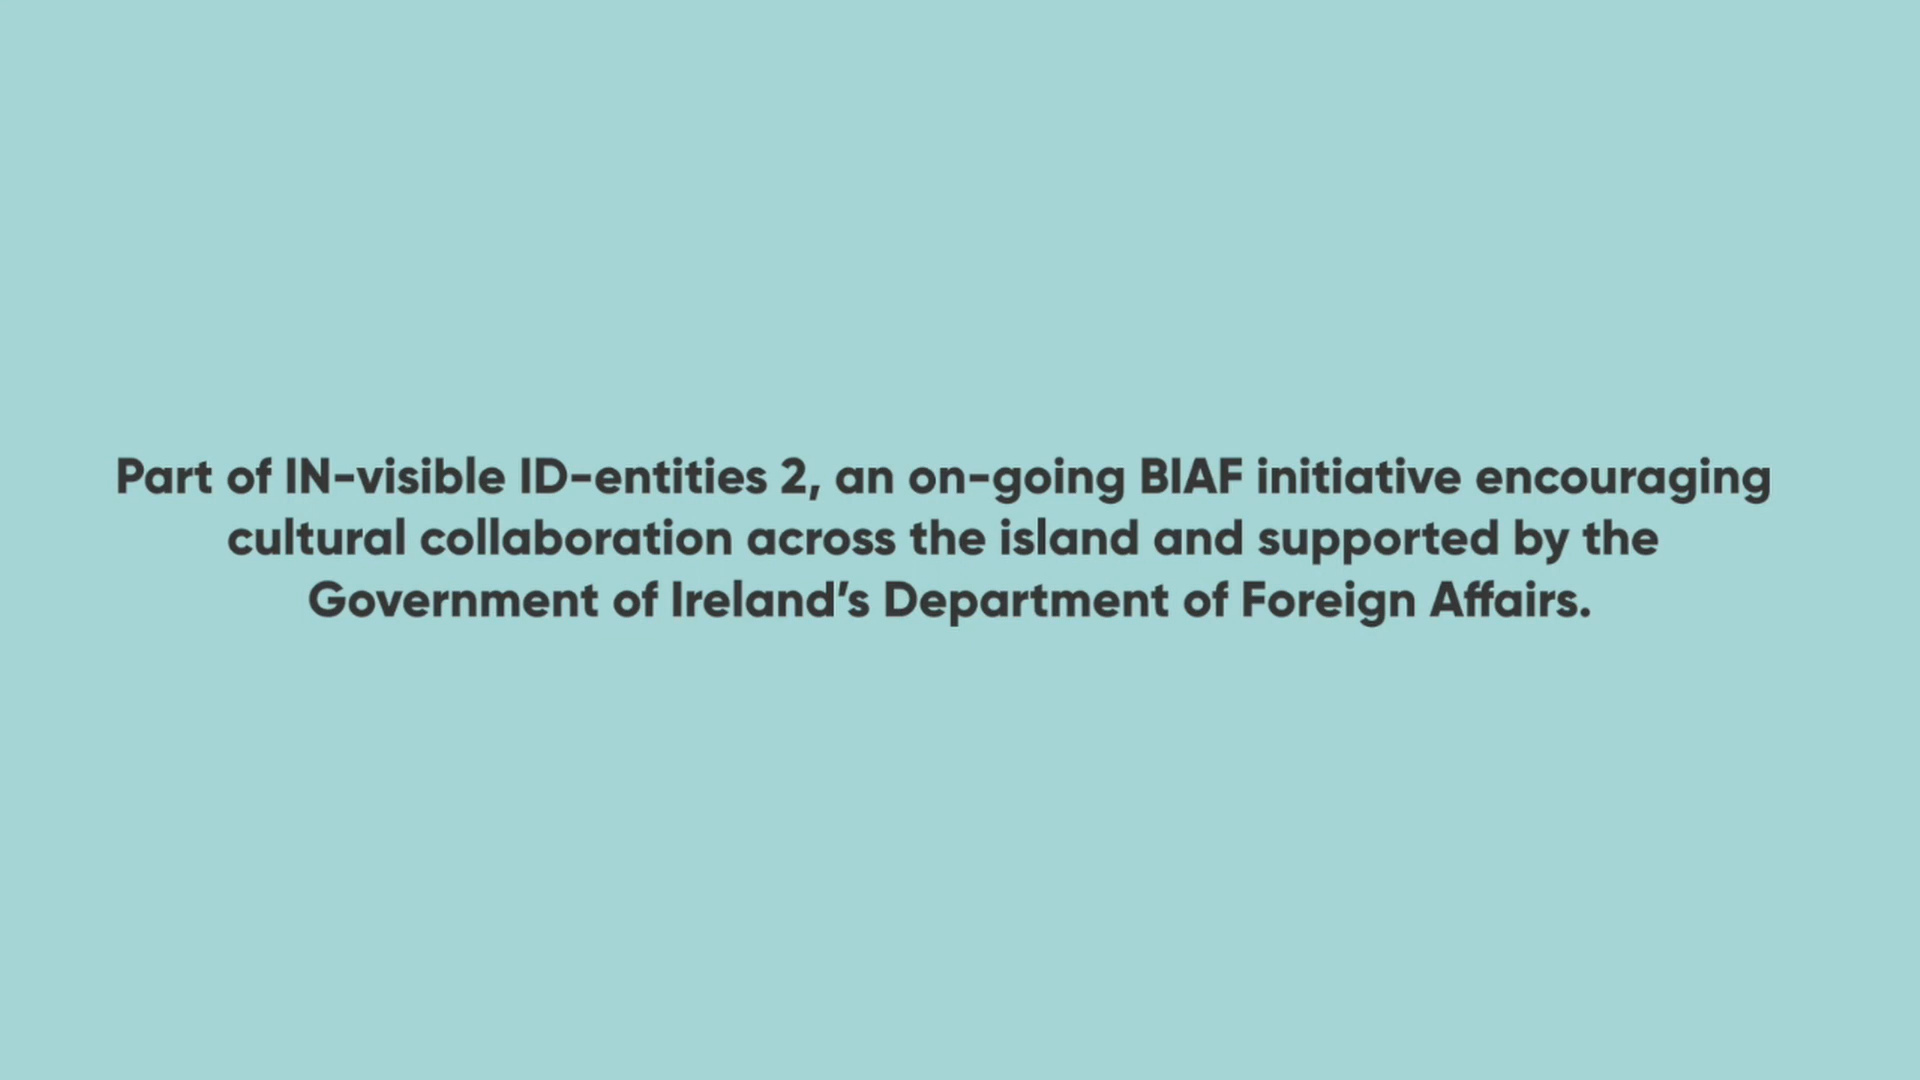 Part of IN-visible ID-entities 2, an on-going BIAF initiative encouraging
cultural collaboration across the island and supported by the
Government of Ireland’s Department of Foreign Affairs.